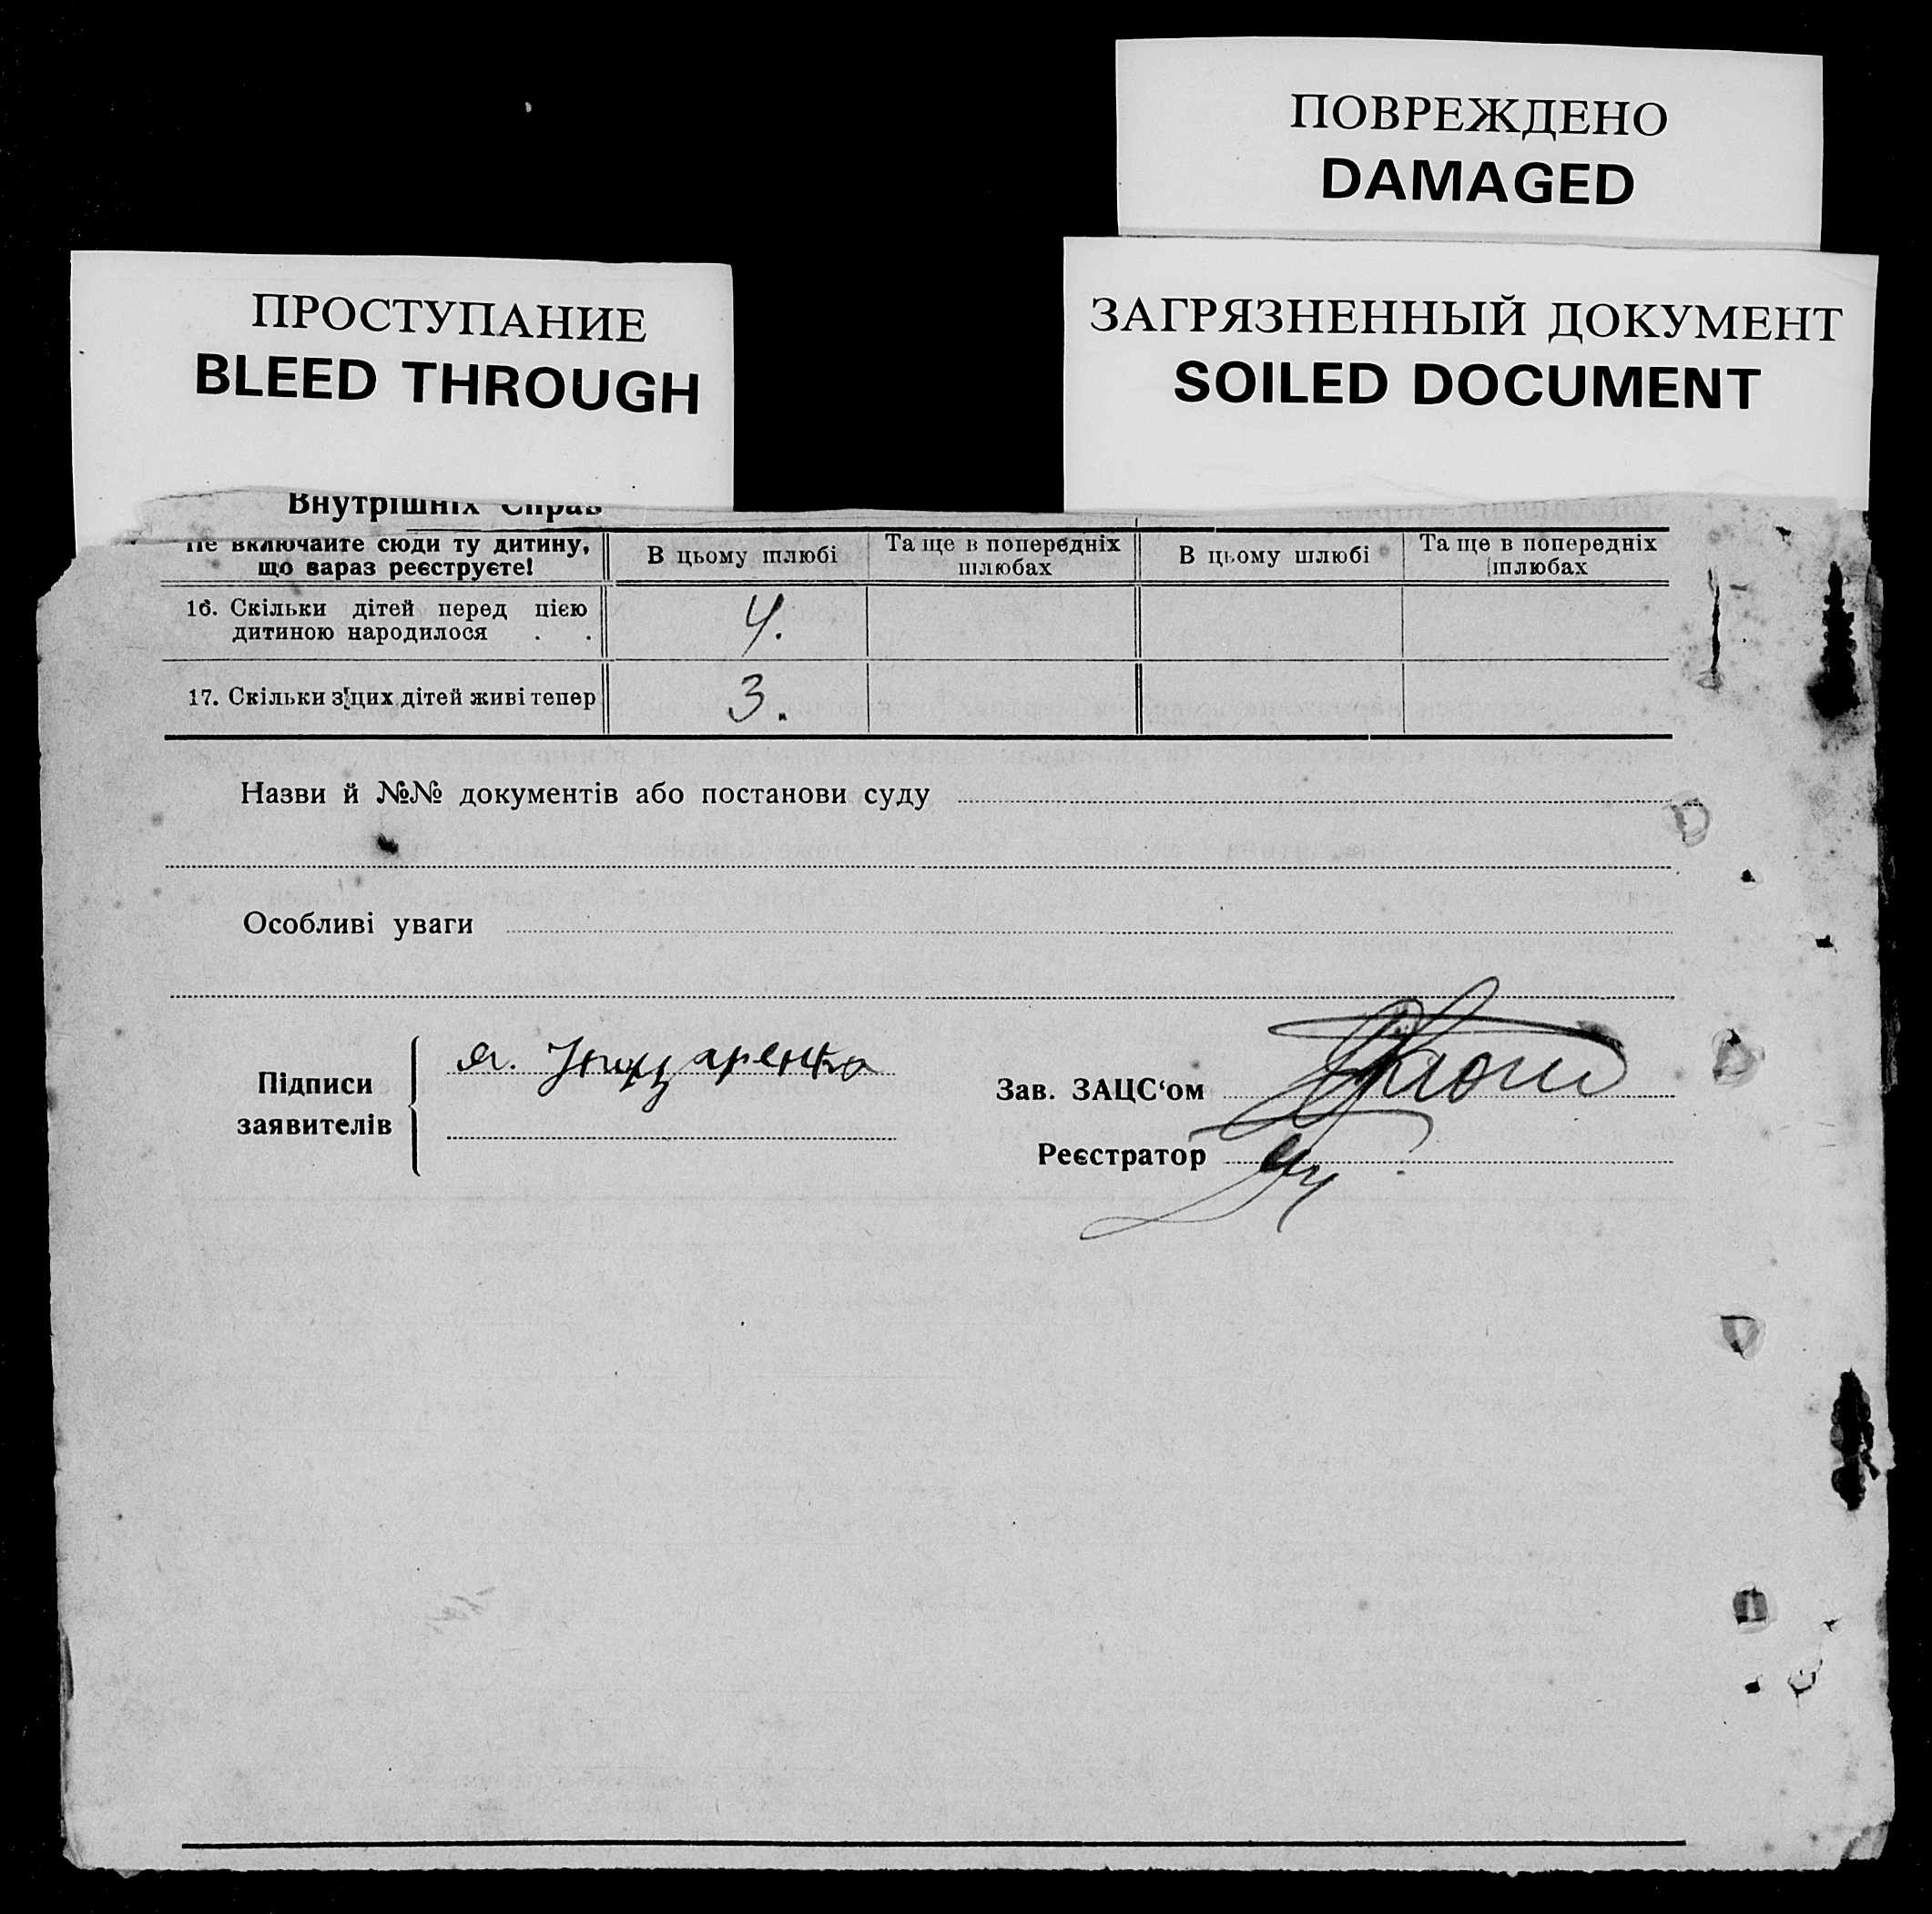 ПОВРЕЖДЕНО
DAMAGED
ПРОСТУПАНИЕ
BLEED THROUGH
ЗАГРЯЗНЕННЫЙ ДОКУМЕНТ
SOILED DOCUMENT
Внутрішніх Справ
Не включайте сюди ту дитину,
що зараз реєструєте!
В цьому шлюбі
Та ще в попередніх
шлюбах
В цьому шлюбі
Та ще в попередніх
шлюбах
16. Скільки дітей перед цією
дитиною народилося . .
4.
17. Скільки з цих дітей живі тепер
3.
Назви й №№ документів або постанови суду
Особливі уваги
Підписи
заявителів
Зав. ЗАЦС‘ом
Реєстратор